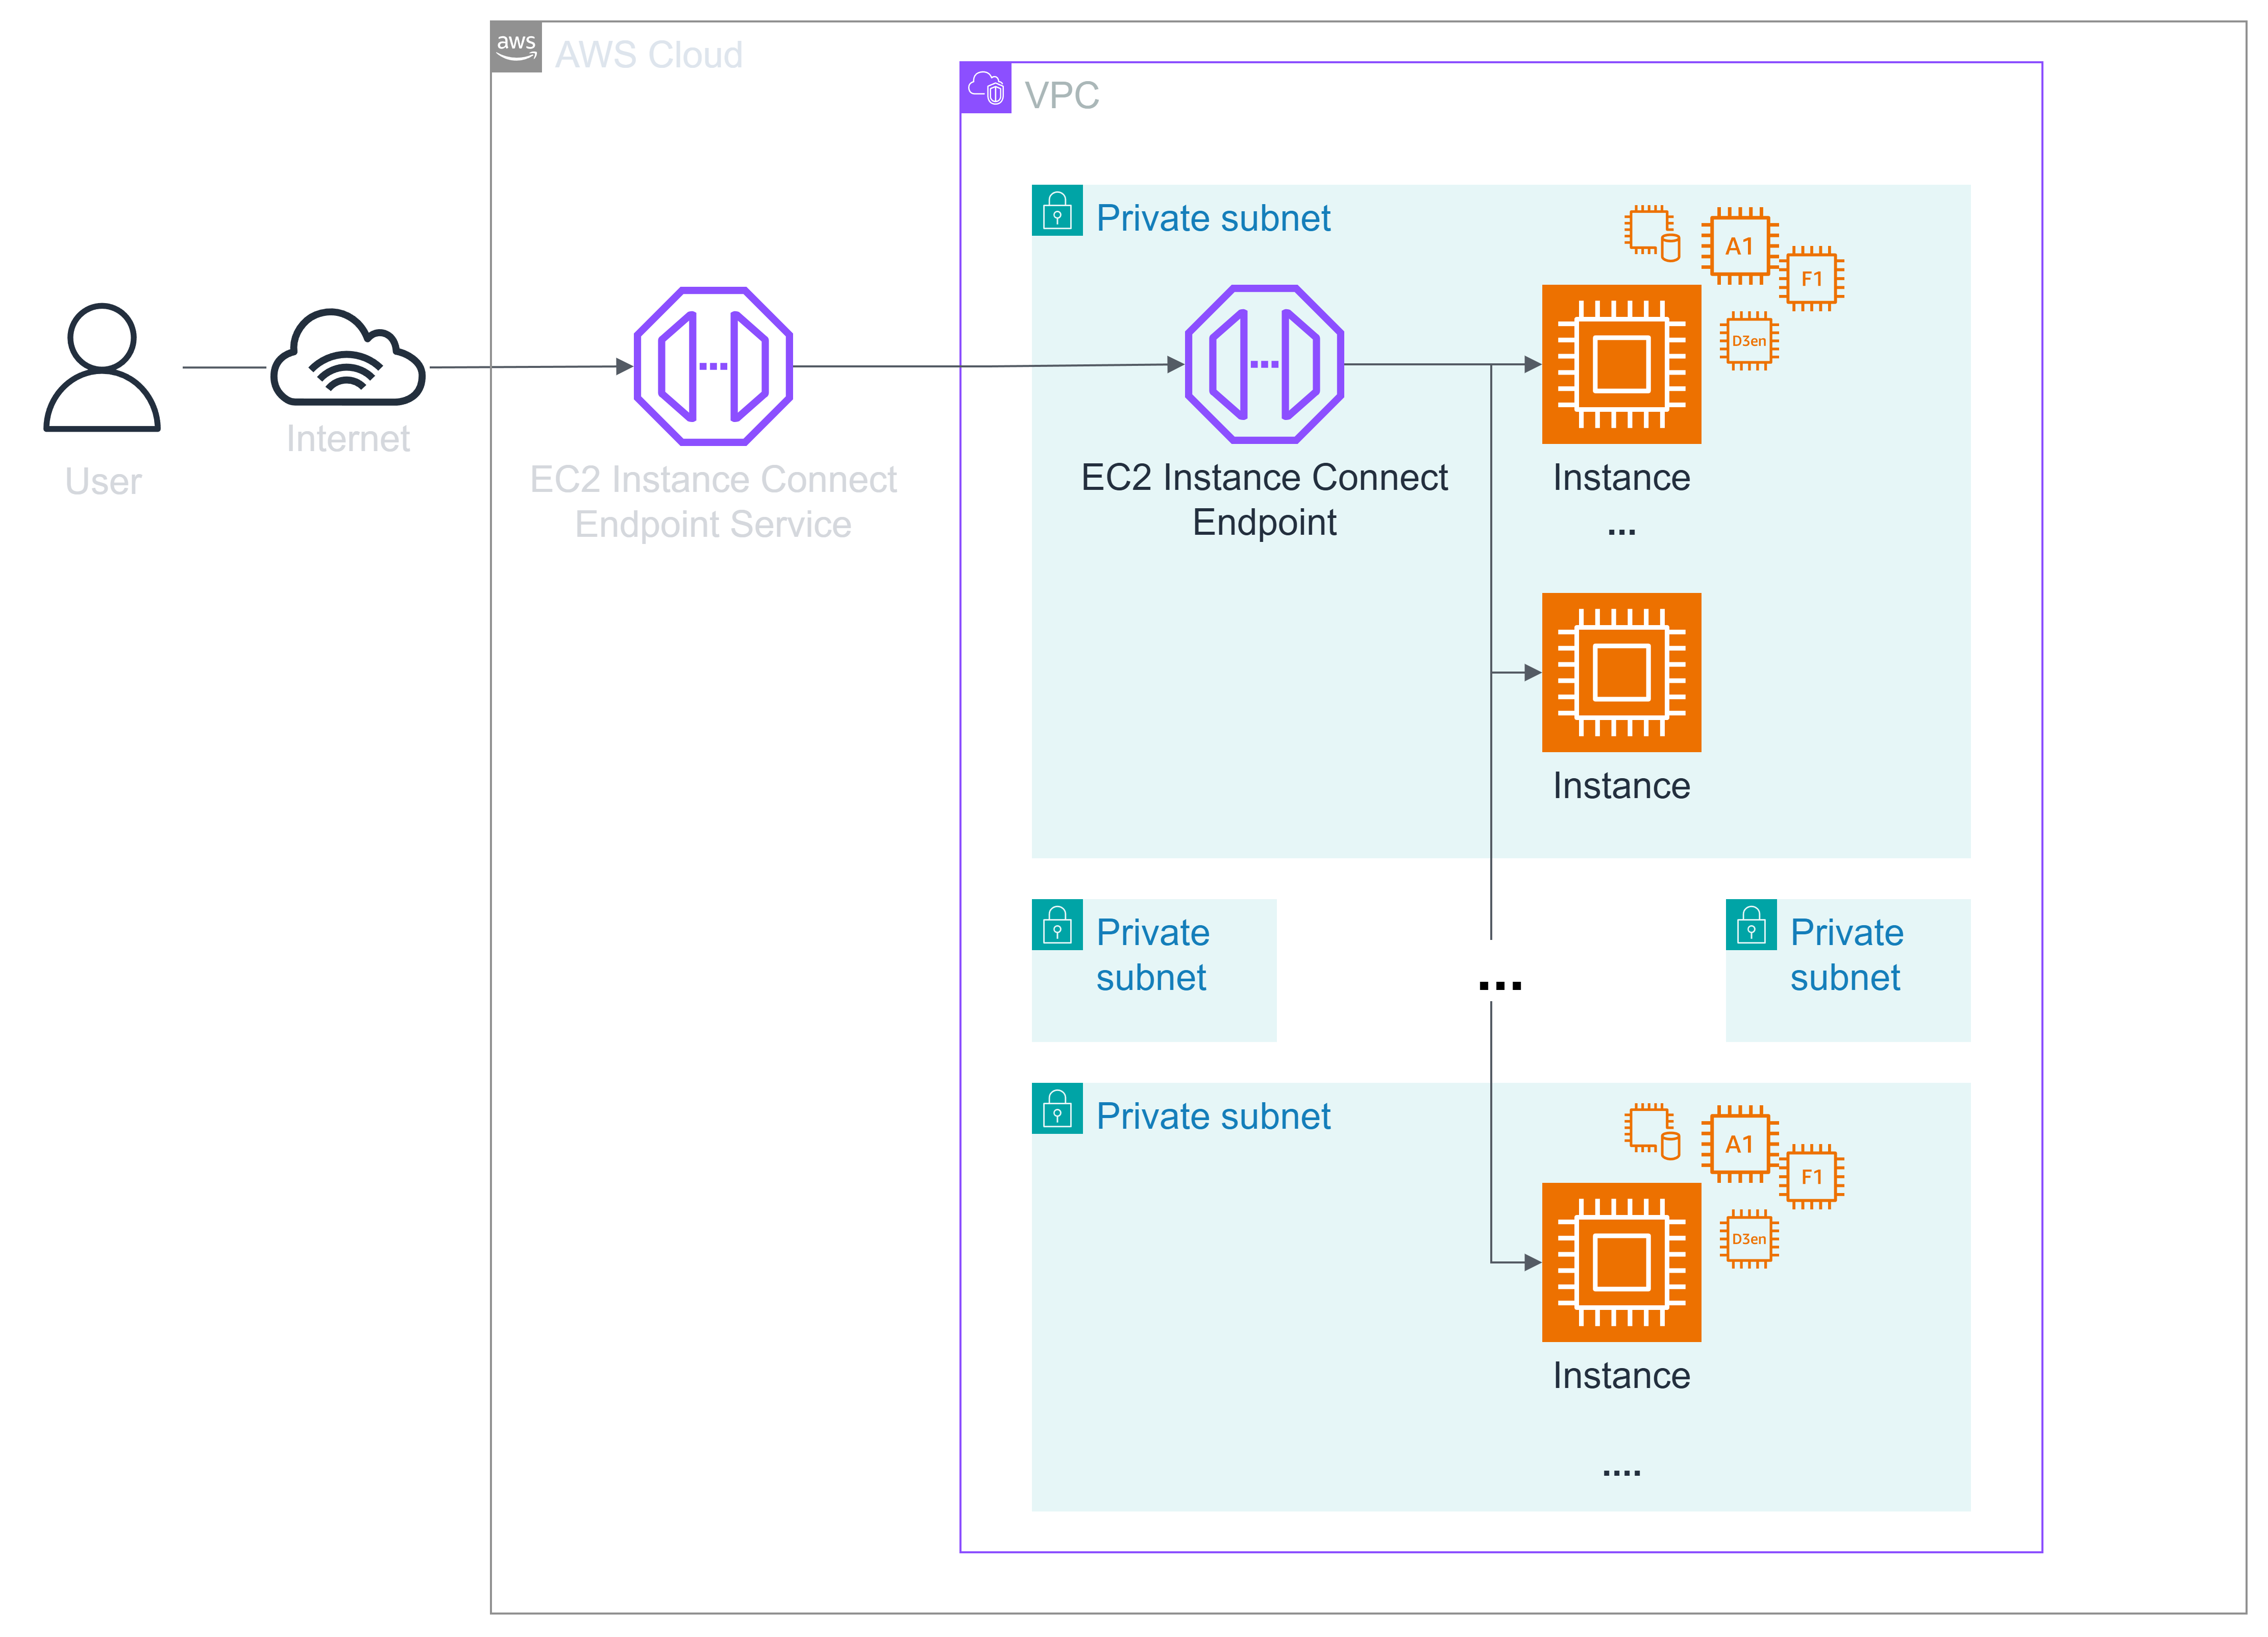 aws
AWS Cloud
VPC
Private subnet
A1
F1
D3en
User
Internet
EC2 Instance Connect
Endpoint Service
EC2 Instance Connect
Endpoint
Instance
...
Instance
Private
subnet
...
Private
subnet
Private subnet
A1
F1
D3en
Instance
....